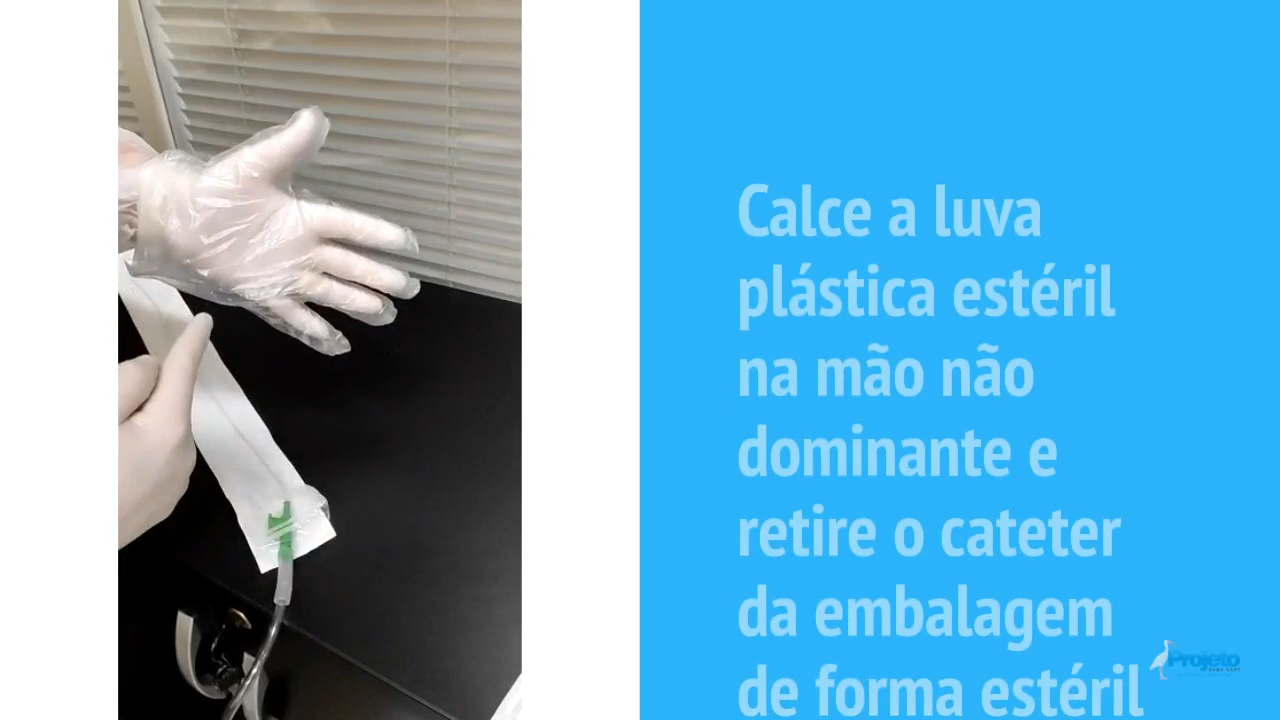 Calce a luva
plástica estéril
na mão não
dominante e
retire o cateter
da embalagem
de forma estéril
Projeto